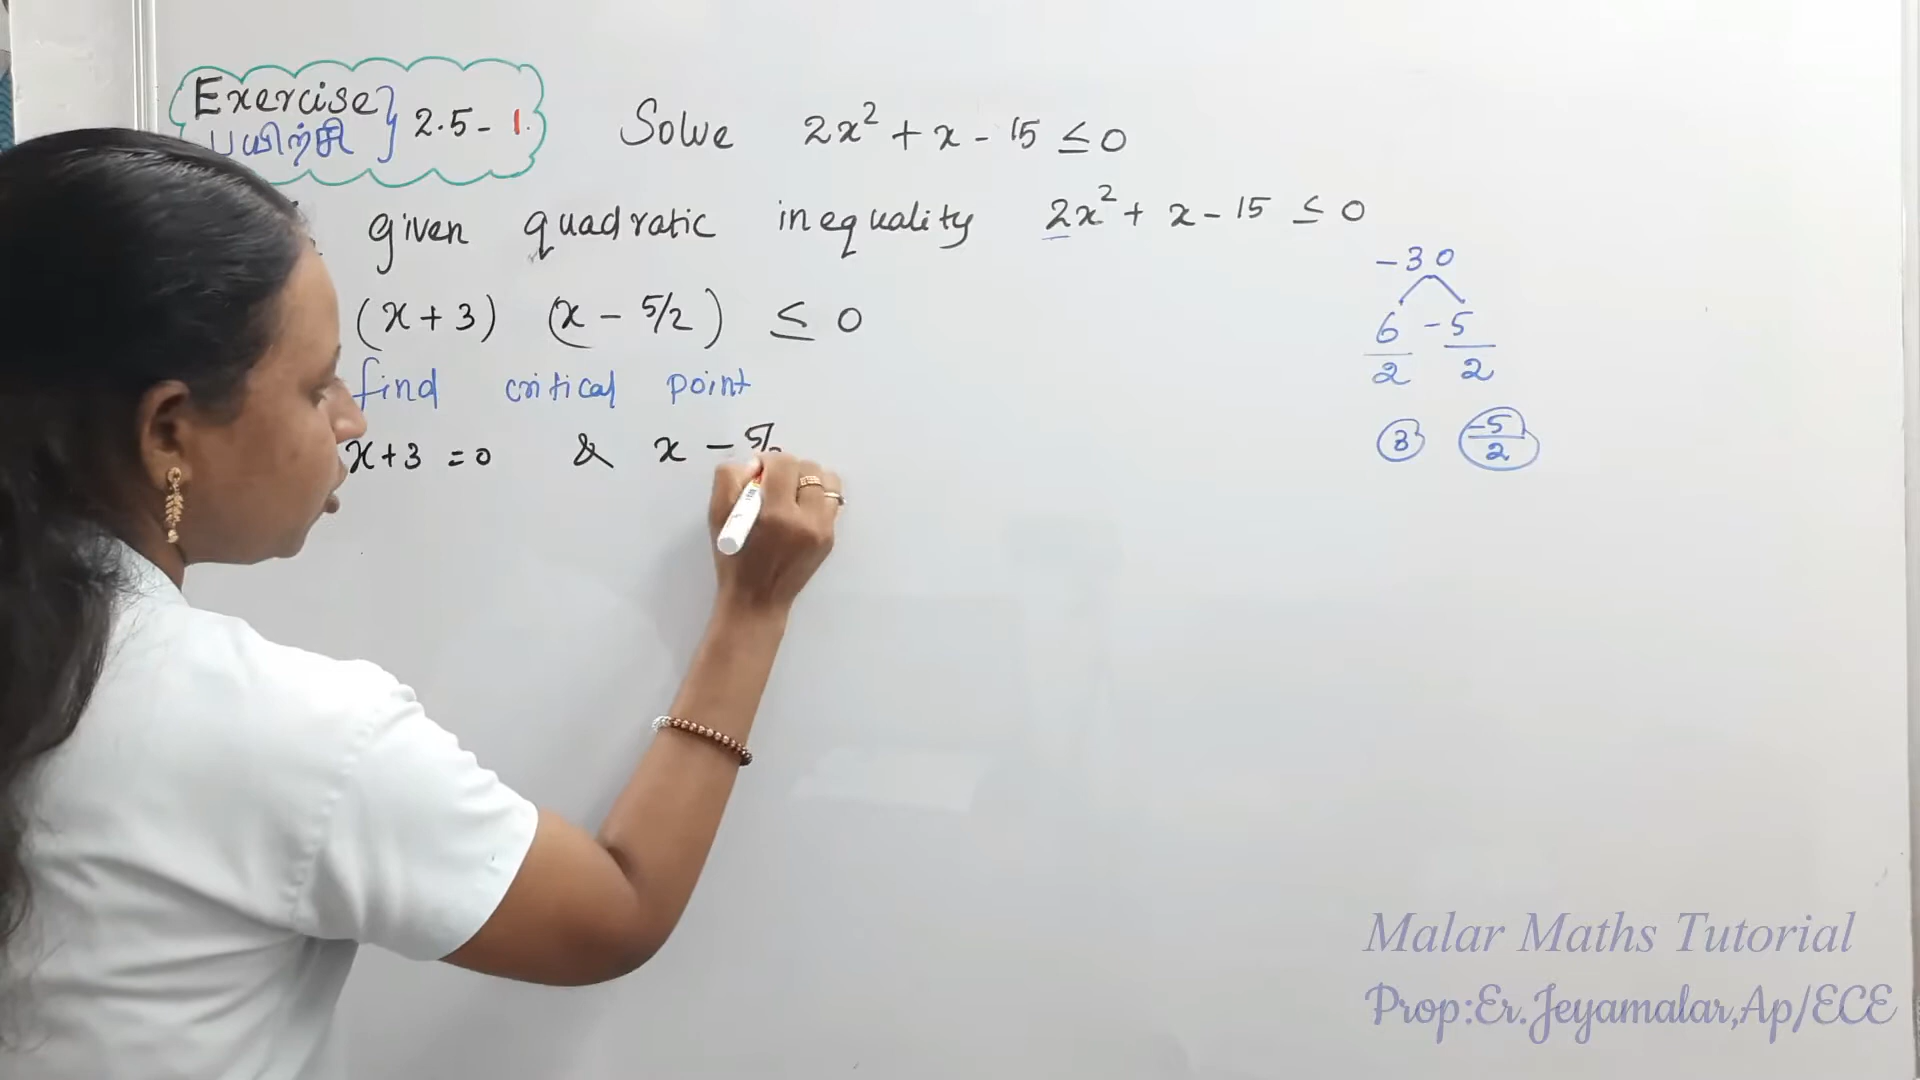 Exercise
பயிற்சி } 2.5 - 1.
Solve 2x² + x - 15 ≤ 0
given quadratic inequality 2x² + x - 15 ≤ 0
(x + 3) (x - 5/2) ≤ 0
find critical point
x + 3 = 0 & x - 5/
-30
6 -5
2 2
3 -5
2
Malar Maths Tutorial
Prop:Er.Jeyamalar,Ap/ECE